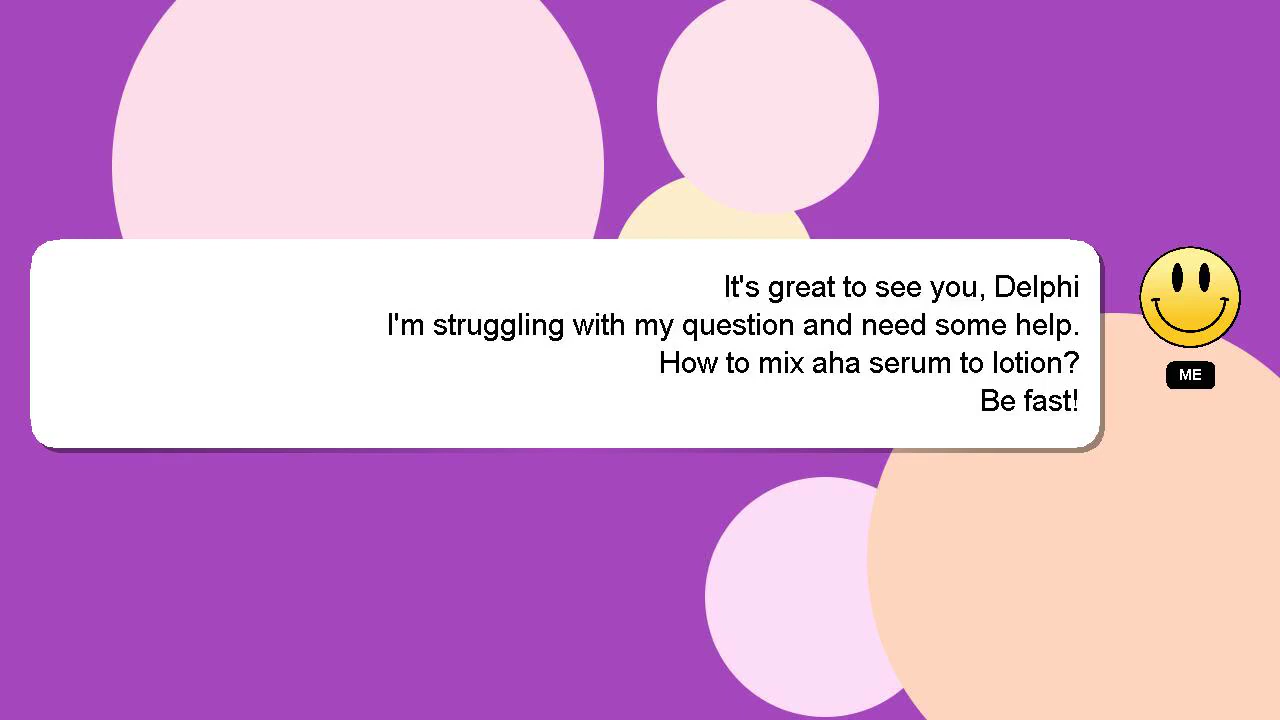 It's great to see you, Delphi
I'm struggling with my question and need some help.
How to mix aha serum to lotion?
Be fast!
ME